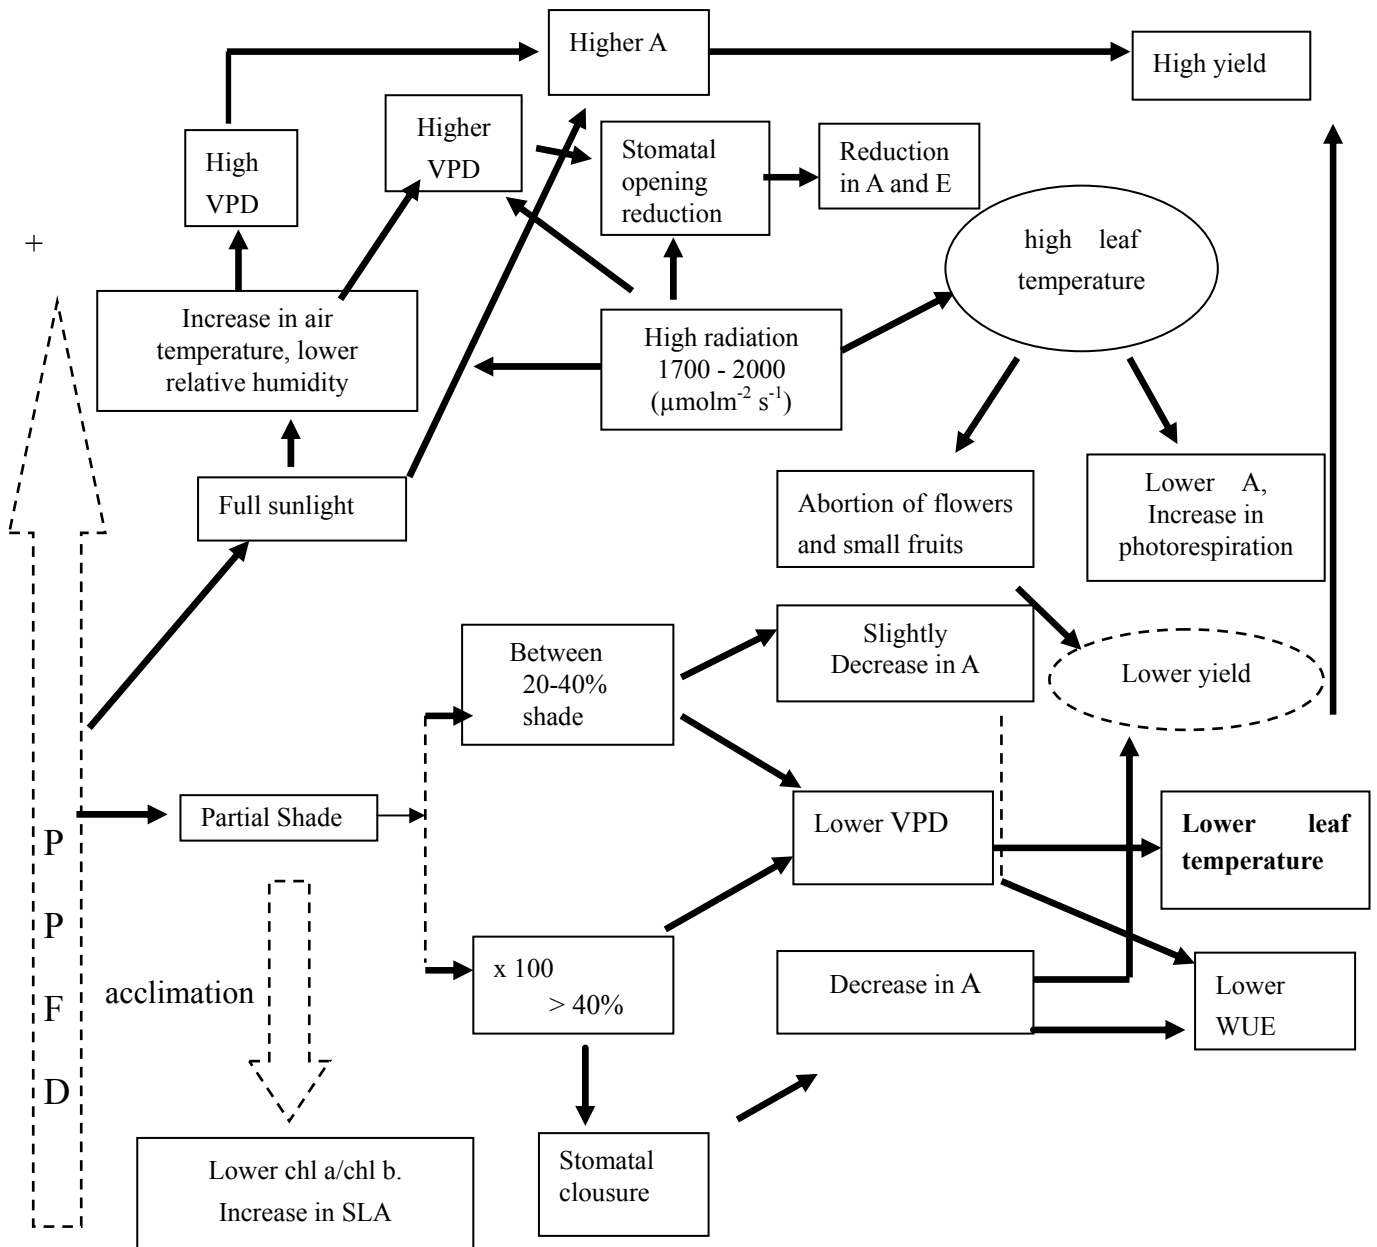 Higher A
High yield
Higher
VPD
High
VPD
Stomatal
opening
reduction
Reduction
in A and E
+
high leaf
temperature
Increase in air
temperature, lower
relative humidity
High radiation
1700 - 2000
(µmolm-2 s-1)
Full sunlight
Abortion of flowers
and small fruits
Lower A,
Increase in
photorespiration
Between
20-40%
shade
Slightly
Decrease in A
Lower yield
Partial Shade
Lower VPD
Lower leaf
temperature
P
P
F
D
acclimation
x 100
> 40%
Decrease in A
Lower
WUE
Lower chl a/chl b.
Increase in SLA
Stomatal
clousure